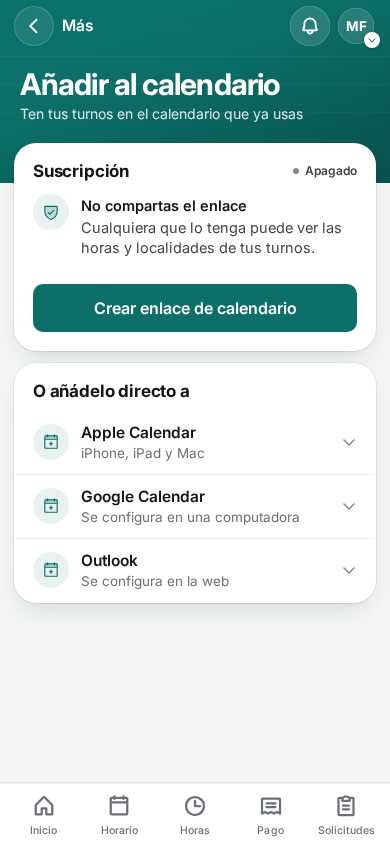 Más
MF
Añadir al calendario
Ten tus turnos en el calendario que ya usas
Suscripción
Apagado
No compartas el enlace
Cualquiera que lo tenga puede ver las
horas y localidades de tus turnos.
Crear enlace de calendario
O añádelo directo a
Apple Calendar
iPhone, iPad y Mac
Google Calendar
Se configura en una computadora
Outlook
Se configura en la web
Inicio
Horario
Horas
Pago
Solicitudes